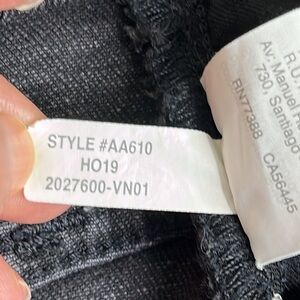 STYLE #AA610
HO19
2027600-VN01
R.U.
Av. Manuel R
730, Santiago
RN77388 CA56445